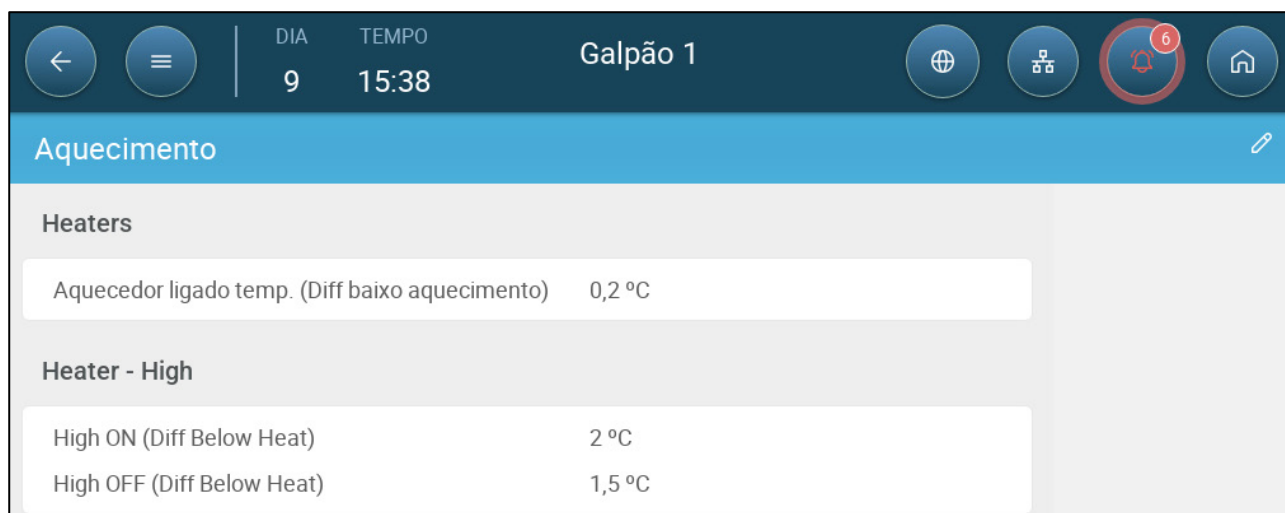 DIA TEMPO
9 15:38
Galpão 1
6
Aquecimento
Heaters
Aquecedor ligado temp. (Diff baixo aquecimento) 0,2 ºC
Heater - High
High ON (Diff Below Heat) 2 ºC
High OFF (Diff Below Heat) 1,5 ºC